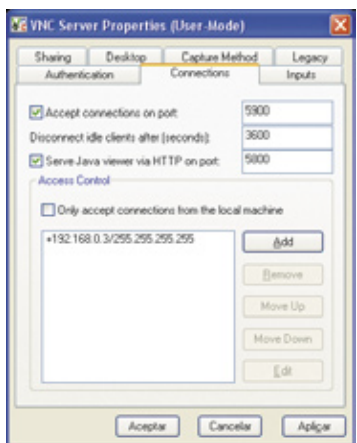 VNC Server Properties (User-Mode)
Sharing Desktop Capture Method Legacy
Authentication Connections Inputs
Accept connections on port: 5900
Disconnect idle clients after (seconds): 3600
Serve Java viewer via HTTP on port: 5800
Access Control
Only accept connections from the local machine
+192.168.0.3/255.255.255.255
Add
Remove
Move Up
Move Down
Edit
Aceptar Cancelar Aplicar